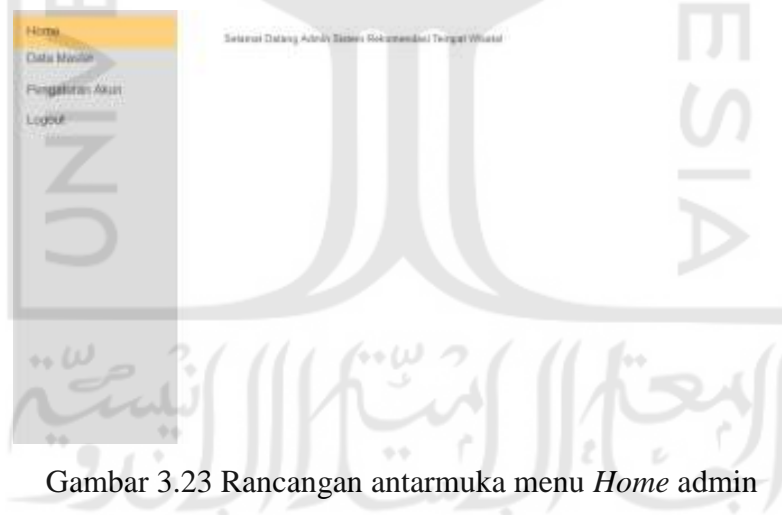 Home
Selamat Datang Admin Sistem Rekomendasi Tempat Wisata!
Data Master
Pengaturan Akun
Logout
Gambar 3.23 Rancangan antarmuka menu Home admin